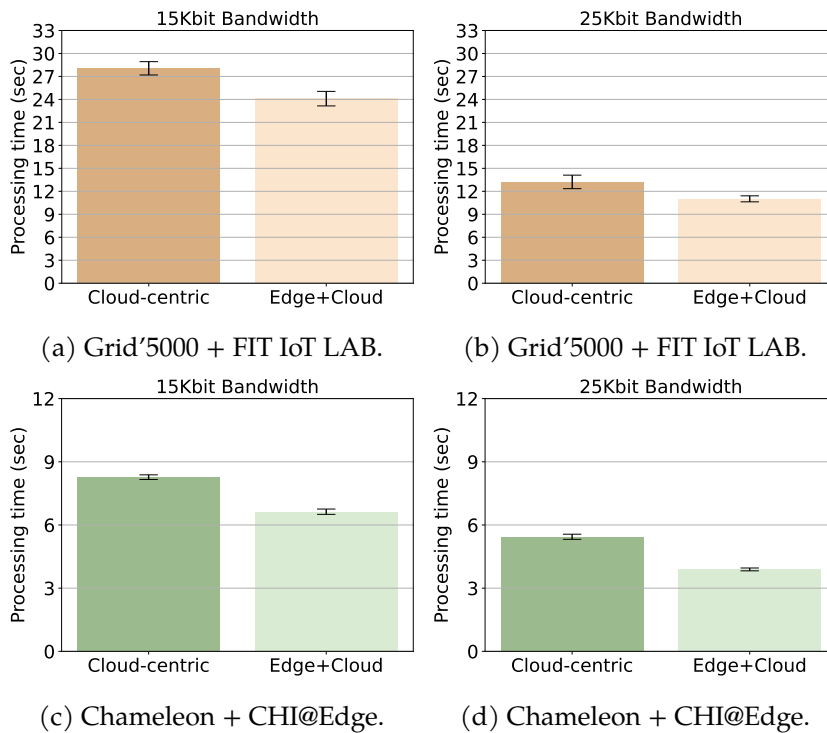 15Kbit Bandwidth
Processing time (sec)
33
30
27
24
21
18
15
12
9
6
3
0
Cloud-centric
Edge+Cloud
(a) Grid'5000 + FIT IoT LAB.
25Kbit Bandwidth
Processing time (sec)
33
30
27
24
21
18
15
12
9
6
3
0
Cloud-centric
Edge+Cloud
(b) Grid'5000 + FIT IoT LAB.
15Kbit Bandwidth
Processing time (sec)
12
9
6
3
0
Cloud-centric
Edge+Cloud
(c) Chameleon + CHI@Edge.
25Kbit Bandwidth
Processing time (sec)
12
9
6
3
0
Cloud-centric
Edge+Cloud
(d) Chameleon + CHI@Edge.